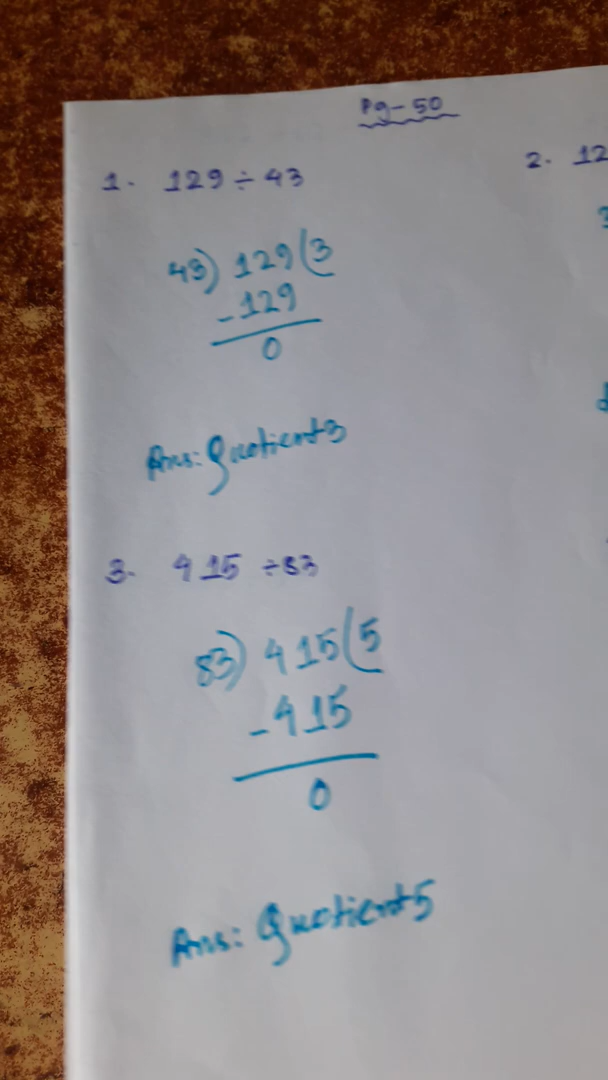 Pg-50
1. 129 ÷ 43
43) 129 (3
-129
0
Ans: Quotient 3
2. 12
3. 415 ÷ 83
83) 415 (5
-415
0
Ans: Quotient 5